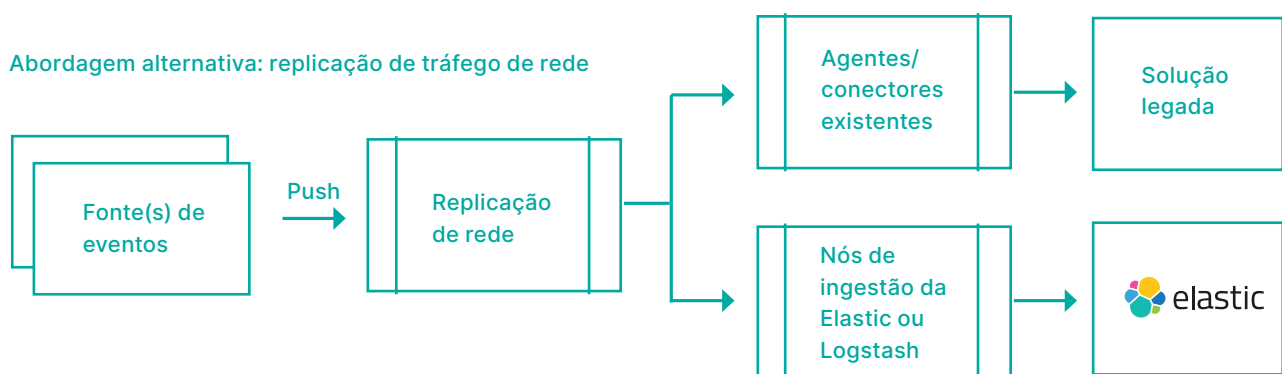 Abordagem alternativa: replicação de tráfego de rede
Fonte(s) de
eventos
Push
Replicação
de rede
Agentes/
conectores
existentes
Solução
legada
Nós de
ingestão da
Elastic ou
Logstash
elastic